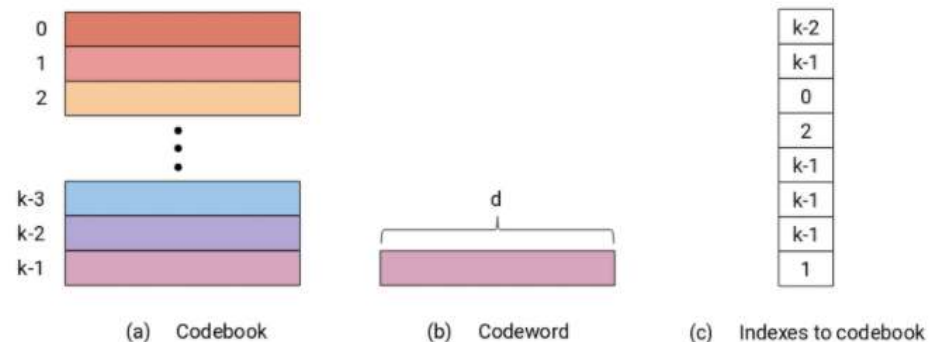 0
1
2
k-3
k-2
k-1
(a) Codebook
d
(b) Codeword
k-2
k-1
0
2
k-1
k-1
k-1
1
(c) Indexes to codebook